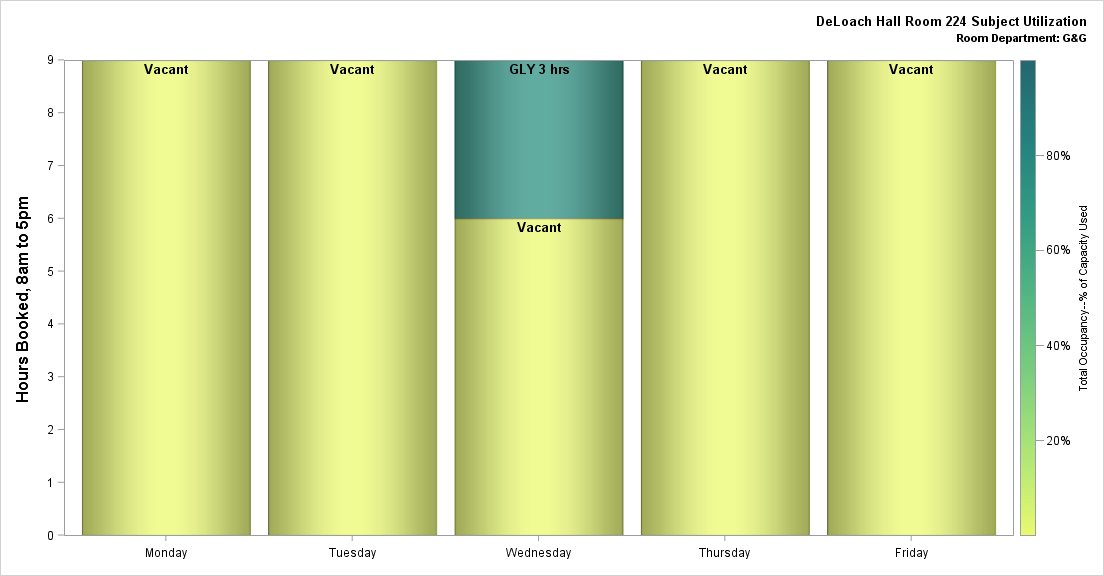 DeLoach Hall Room 224 Subject Utilization
Room Department: G&G
Hours Booked, 8am to 5pm
9
8
7
6
5
4
3
2
1
0
Vacant
Vacant
GLY 3 hrs
Vacant
Vacant
Vacant
Monday
Tuesday
Wednesday
Thursday
Friday
80%
60%
40%
20%
Total Occupancy--% of Capacity Used